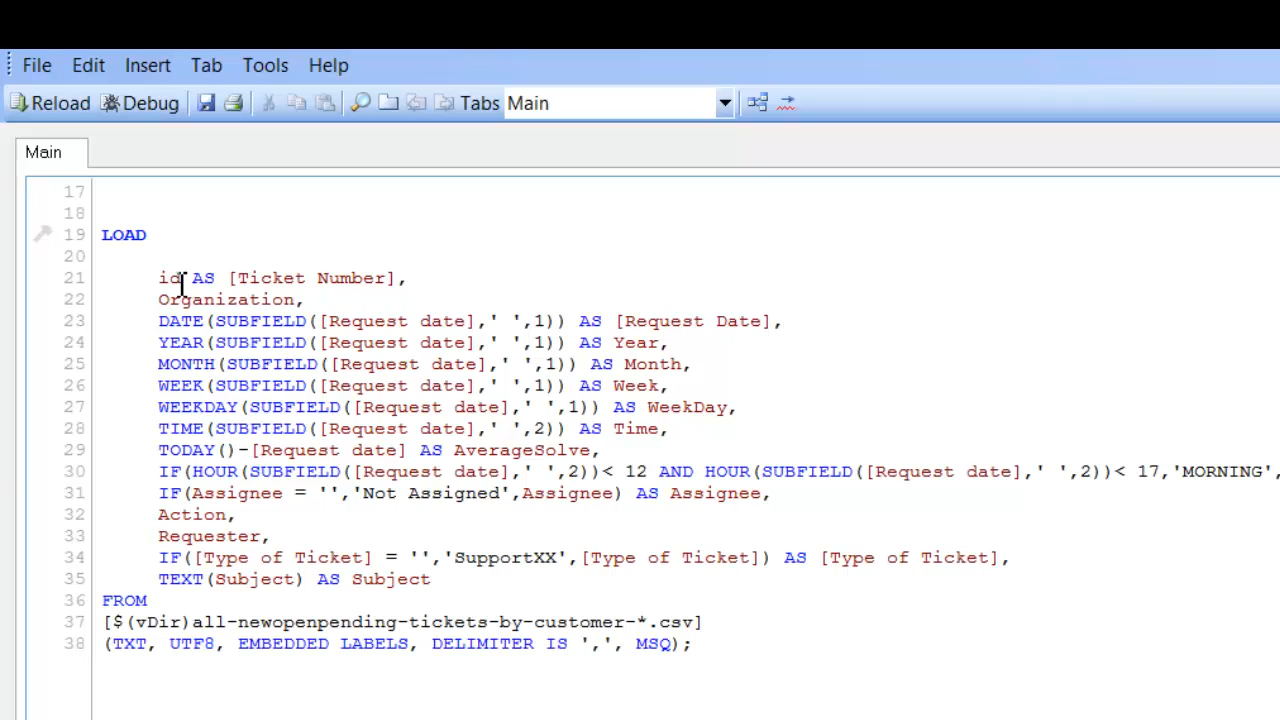 File Edit Insert Tab Tools Help
Reload Debug Tabs Main
Main
17
18
19 LOAD
20
21 id AS [Ticket Number],
22 Organization,
23 DATE(SUBFIELD([Request date],' ',1)) AS [Request Date],
24 YEAR(SUBFIELD([Request date],' ',1)) AS Year,
25 MONTH(SUBFIELD([Request date],' ',1)) AS Month,
26 WEEK(SUBFIELD([Request date],' ',1)) AS Week,
27 WEEKDAY(SUBFIELD([Request date],' ',1)) AS WeekDay,
28 TIME(SUBFIELD([Request date],' ',2)) AS Time,
29 TODAY()-[Request date] AS AverageSolve,
30 IF(HOUR(SUBFIELD([Request date],' ',2))< 12 AND HOUR(SUBFIELD([Request date],' ',2))< 17,'MORNING',
31 IF(Assignee = '','Not Assigned',Assignee) AS Assignee,
32 Action,
33 Requester,
34 IF([Type of Ticket] = '','SupportXX',[Type of Ticket]) AS [Type of Ticket],
35 TEXT(Subject) AS Subject
36 FROM
37 [$(vDir)all-newopenpending-tickets-by-customer-*.csv]
38 (TXT, UTF8, EMBEDDED LABELS, DELIMITER IS ',', MSQ);